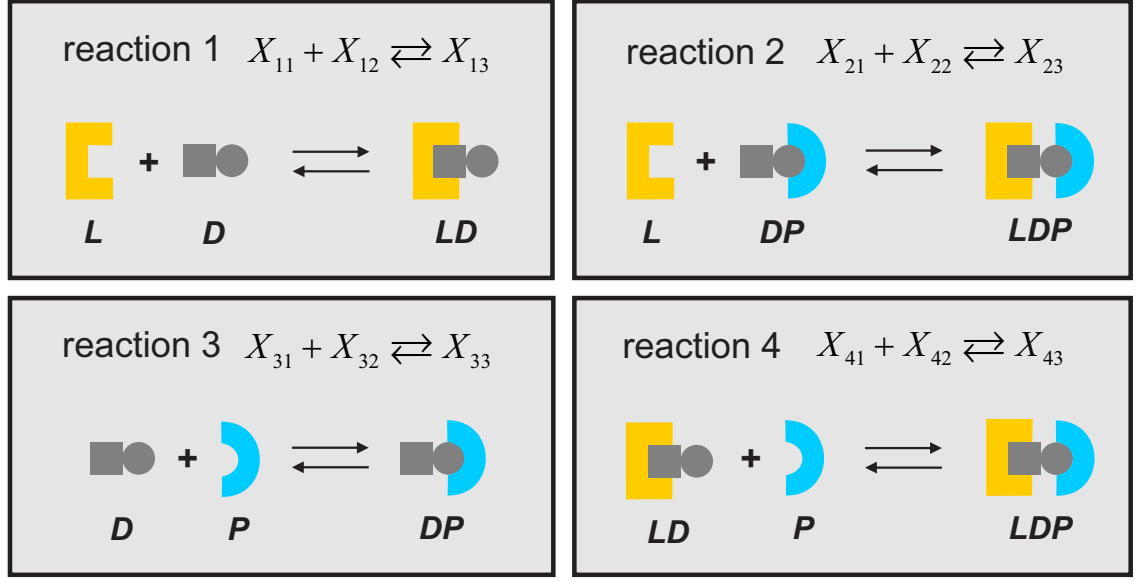 reaction 1 X₁₁ + X₁₂ ⇄ X₁₃
+
L D LD
reaction 2 X₂₁ + X₂₂ ⇄ X₂₃
+
L DP LDP
reaction 3 X₃₁ + X₃₂ ⇄ X₃₃
+
D P DP
reaction 4 X₄₁ + X₄₂ ⇄ X₄₃
+
LD P LDP